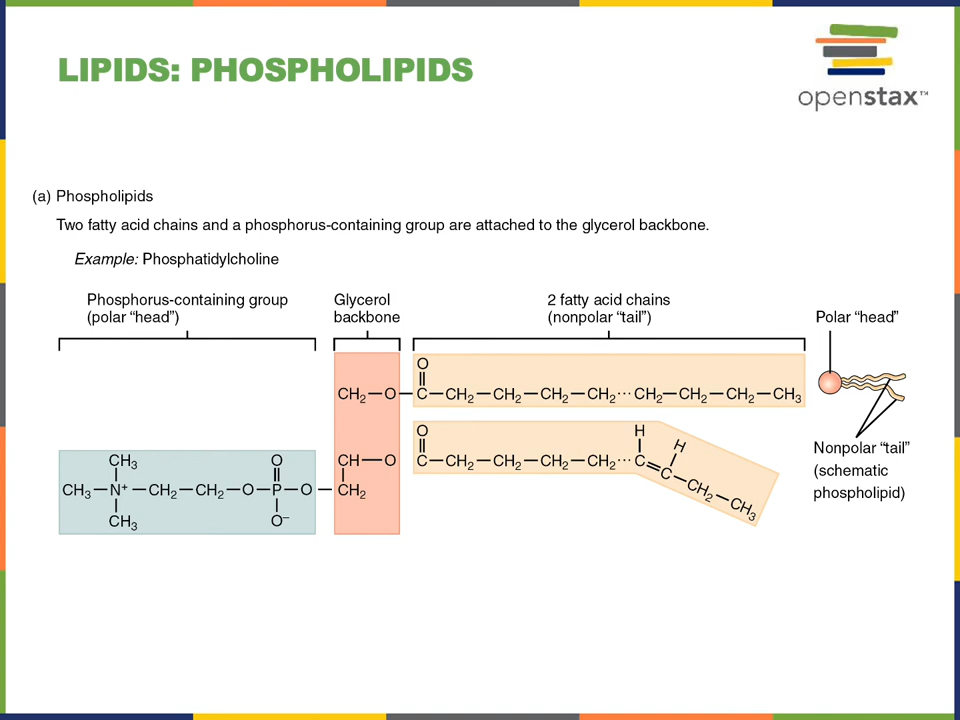 LIPIDS: PHOSPHOLIPIDS
openstax™
(a) Phospholipids
Two fatty acid chains and a phosphorus-containing group are attached to the glycerol backbone.
Example: Phosphatidylcholine
Phosphorus-containing group
(polar “head”)
Glycerol
backbone
2 fatty acid chains
(nonpolar “tail”)
Polar “head”
O
CH₂—O—C—CH₂—CH₂—CH₂—CH₂···CH₂—CH₂—CH₂—CH₃
O H H
CH—O C—CH₂—CH₂—CH₂—CH₂···C=C—CH₂—CH₃
CH₃ O
CH₃—N⁺—CH₂—CH₂—O—P—O—CH₂
CH₃ O⁻
Nonpolar “tail”
(schematic
phospholipid)